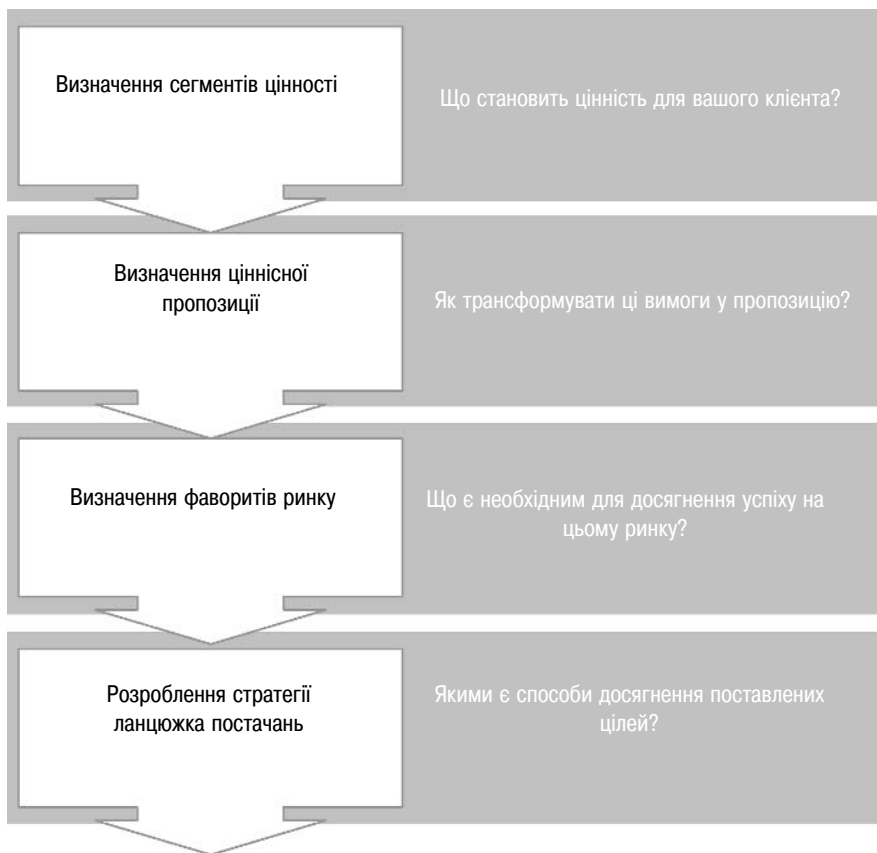 Визначення сегментів цінності
Що становить цінність для вашого клієнта?
Визначення ціннісної
пропозиції
Як трансформувати ці вимоги у пропозицію?
Визначення фаворитів ринку
Що є необхідним для досягнення успіху на
цьому ринку?
Розроблення стратегії
ланцюжка постачань
Якими є способи досягнення поставлених
цілей?